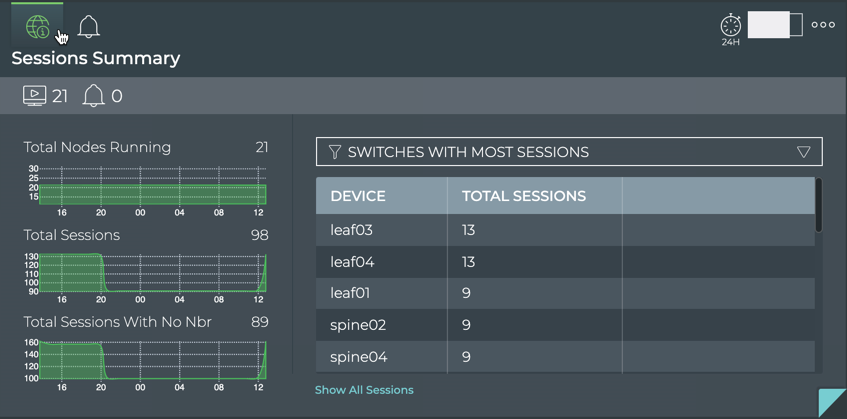 24H
Sessions Summary
21 0
Total Nodes Running 21
30
25
20
15
16 20 00 04 08 12
Total Sessions 98
130
120
110
100
90
16 20 00 04 08 12
Total Sessions With No Nbr 89
160
140
120
100
16 20 00 04 08 12
SWITCHES WITH MOST SESSIONS
DEVICE TOTAL SESSIONS
leaf03 13
leaf04 13
leaf01 9
spine02 9
spine04 9
Show All Sessions